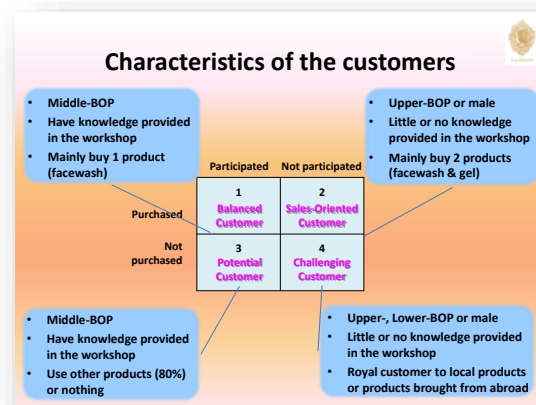 Characteristics of the customers
• Middle-BOP
• Have knowledge provided
in the workshop
• Mainly buy 1 product
(facewash)
• Upper-BOP or male
• Little or no knowledge
provided in the workshop
• Mainly buy 2 products
(facewash & gel)
Participated Not participated
Purchased
1
Balanced
Customer
2
Sales-Oriented
Customer
Not
purchased
3
Potential
Customer
4
Challenging
Customer
• Middle-BOP
• Have knowledge provided
in the workshop
• Use other products (80%)
or nothing
• Upper-, Lower-BOP or male
• Little or no knowledge provided
in the workshop
• Royal customer to local products
or products brought from abroad